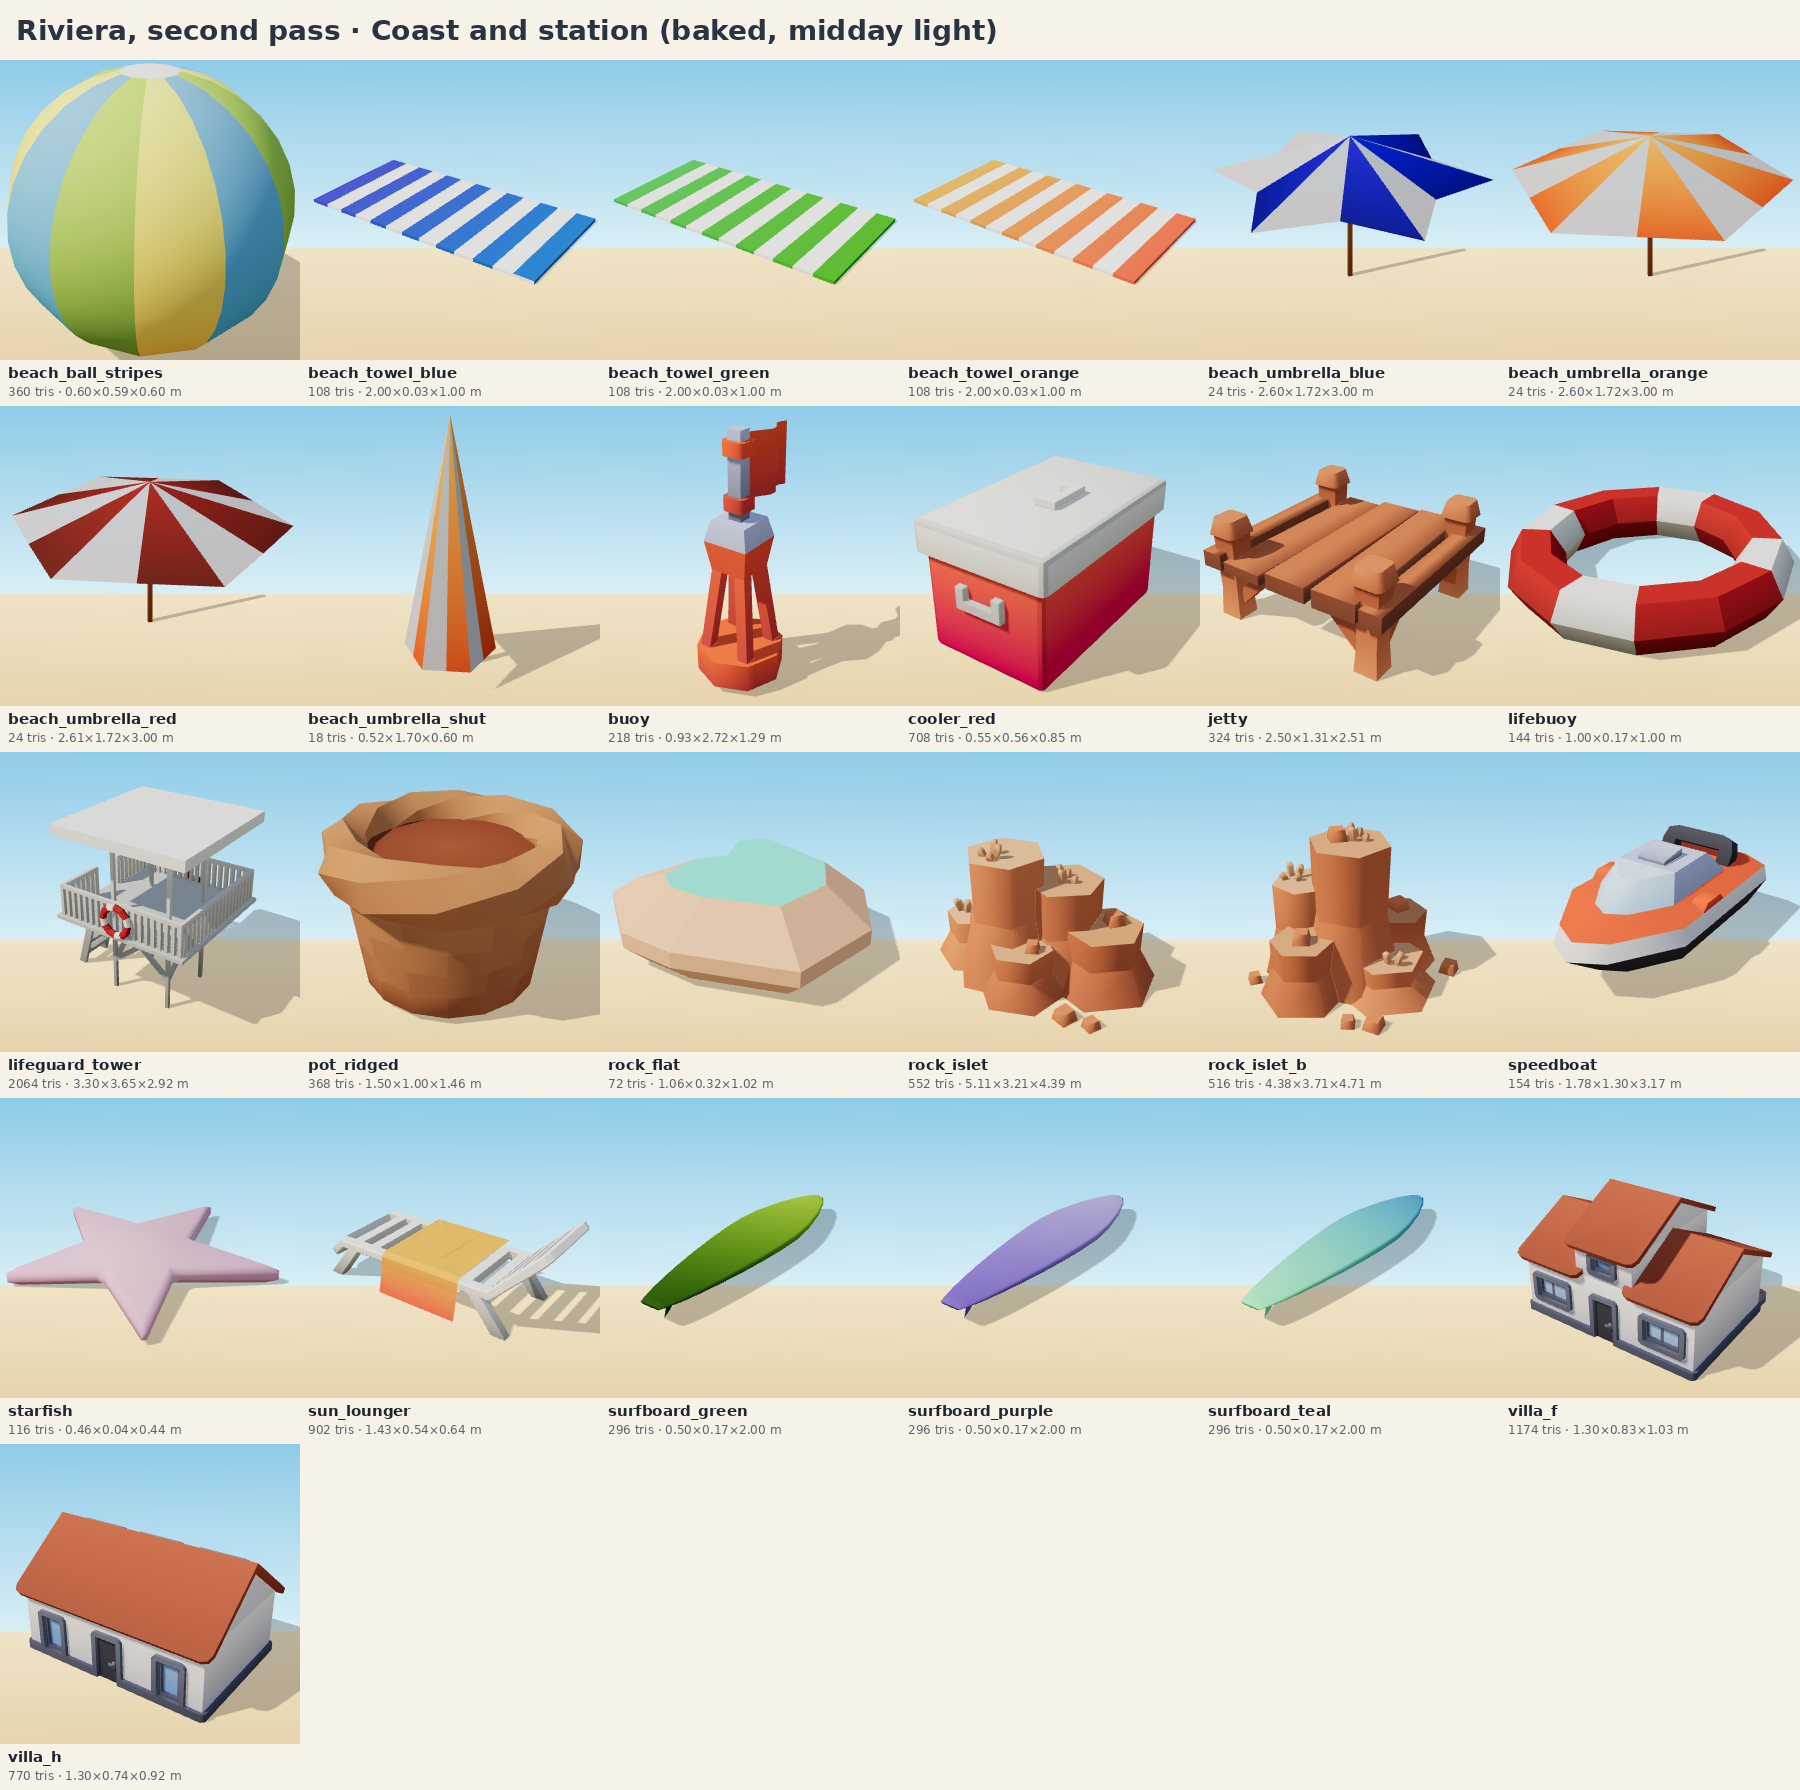 Riviera, second pass · Coast and station (baked, midday light)
beach_ball_stripes
360 tris · 0.60×0.59×0.60 m
beach_towel_blue
108 tris · 2.00×0.03×1.00 m
beach_towel_green
108 tris · 2.00×0.03×1.00 m
beach_towel_orange
108 tris · 2.00×0.03×1.00 m
beach_umbrella_blue
24 tris · 2.60×1.72×3.00 m
beach_umbrella_orange
24 tris · 2.60×1.72×3.00 m
beach_umbrella_red
24 tris · 2.61×1.72×3.00 m
beach_umbrella_shut
18 tris · 0.52×1.70×0.60 m
buoy
218 tris · 0.93×2.72×1.29 m
cooler_red
708 tris · 0.55×0.56×0.85 m
jetty
324 tris · 2.50×1.31×2.51 m
lifebuoy
144 tris · 1.00×0.17×1.00 m
lifeguard_tower
2064 tris · 3.30×3.65×2.92 m
pot_ridged
368 tris · 1.50×1.00×1.46 m
rock_flat
72 tris · 1.06×0.32×1.02 m
rock_islet
552 tris · 5.11×3.21×4.39 m
rock_islet_b
516 tris · 4.38×3.71×4.71 m
speedboat
154 tris · 1.78×1.30×3.17 m
starfish
116 tris · 0.46×0.04×0.44 m
sun_lounger
902 tris · 1.43×0.54×0.64 m
surfboard_green
296 tris · 0.50×0.17×2.00 m
surfboard_purple
296 tris · 0.50×0.17×2.00 m
surfboard_teal
296 tris · 0.50×0.17×2.00 m
villa_f
1174 tris · 1.30×0.83×1.03 m
villa_h
770 tris · 1.30×0.74×0.92 m